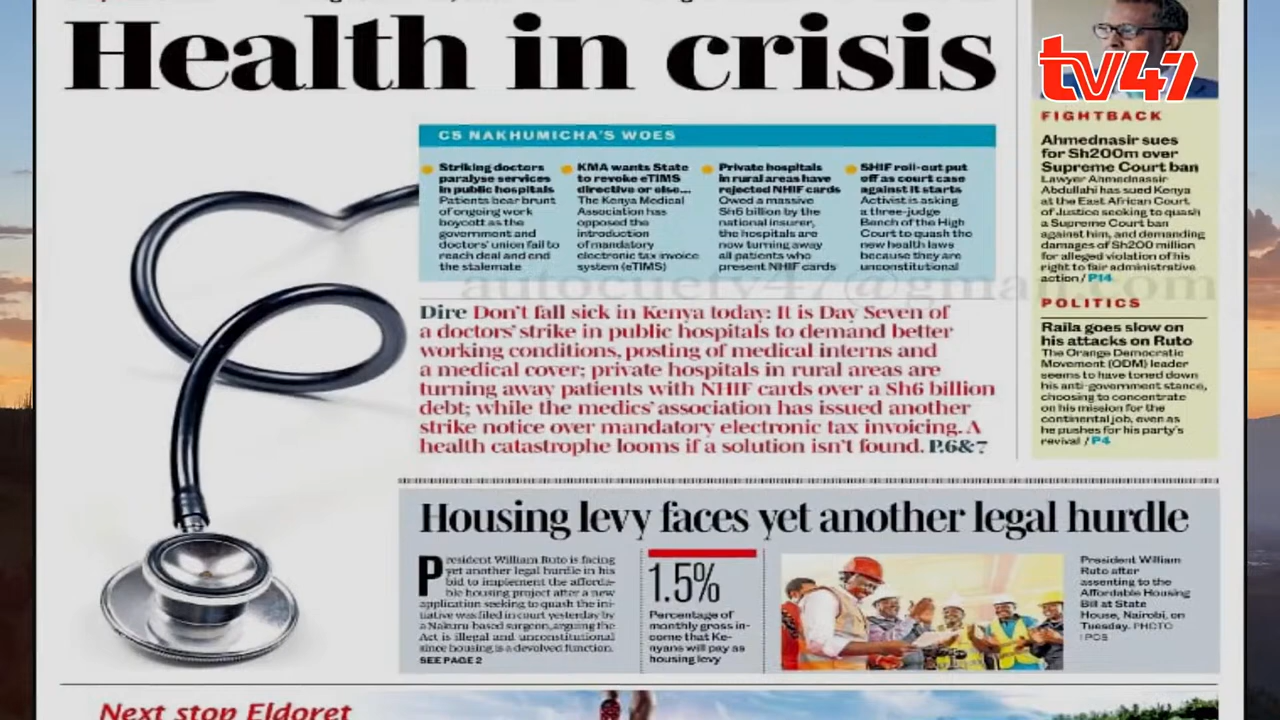 Health in crisis
tv47
CS NAKHUMICHA'S WOES
Striking doctors
paralyse services
in public hospitals
Patients bear brunt
of ongoing work
boycott as the
government and
doctors' union fail to
reach deal and end
the stalemate
KMA wants State
to revoke eTIMS
directive or else...
The Kenya Medical
Association has
opposed the
introduction
of mandatory
electronic tax invoice
system (eTIMS)
Private hospitals
in rural areas have
rejected NHIF cards
Owed a massive
Sh6 billion by the
national insurer,
the hospitals are
now turning away
all patients who
present NHIF cards
SHIF roll-out put
off as court case
against it starts
Activist is asking
a three-judge
Bench of the High
Court to quash the
new health laws
because they are
unconstitutional
Dire Don't fall sick in Kenya today: It is Day Seven of
a doctors' strike in public hospitals to demand better
working conditions, posting of medical interns and
a medical cover; private hospitals in rural areas are
turning away patients with NHIF cards over a Sh6 billion
debt; while the medics' association has issued another
strike notice over mandatory electronic tax invoicing. A
health catastrophe looms if a solution isn't found. P.6&7
FIGHTBACK
Ahmednasir sues
for Sh200m over
Supreme Court ban
Lawyer Ahmednassir
Abdullahi has sued Kenya
at the East African Court
of Justice seeking to quash
a Supreme Court ban
against him, and demanding
damages of Sh200 million
for alleged violation of his
right to fair administrative
action / P14
POLITICS
Raila goes slow on
his attacks on Ruto
The Orange Democratic
Movement (ODM) leader
seems to have toned down
his anti-government stance,
choosing to concentrate
on his mission for the
continental job, even as
he pushes for his party's
revival / P4
Housing levy faces yet another legal hurdle
President William Ruto is facing
yet another legal hurdle in his
bid to implement the afforda-
ble housing project after a new
application seeking to quash the ini-
tiative was filed in court yesterday by
a Nakuru-based surgeon, arguing the
Act is illegal and unconstitutional
since housing is a devolved function.
SEE PAGE 2
1.5%
Percentage of
monthly gross in-
come that Ke-
nyans will pay as
housing levy
President William
Ruto after
assenting to the
Affordable Housing
Bill at State
House, Nairobi, on
Tuesday. PHOTO
| PCS
Next stop Eldoret